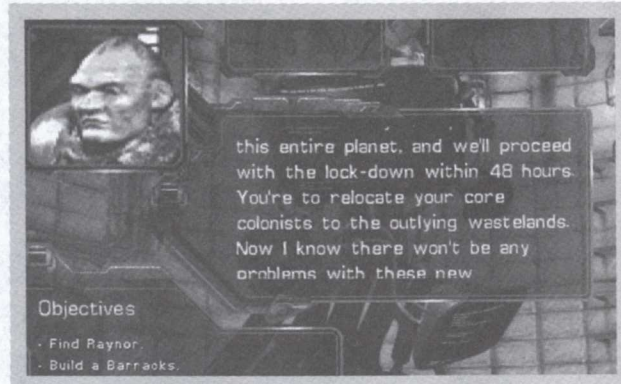 this entire planet, and we'll proceed
with the lock-down within 48 hours.
You're to relocate your core
colonists to the outlying wastelands.
Now I know there won't be any
problems with these new
Objectives
- Find Raynor.
- Build a Barracks.